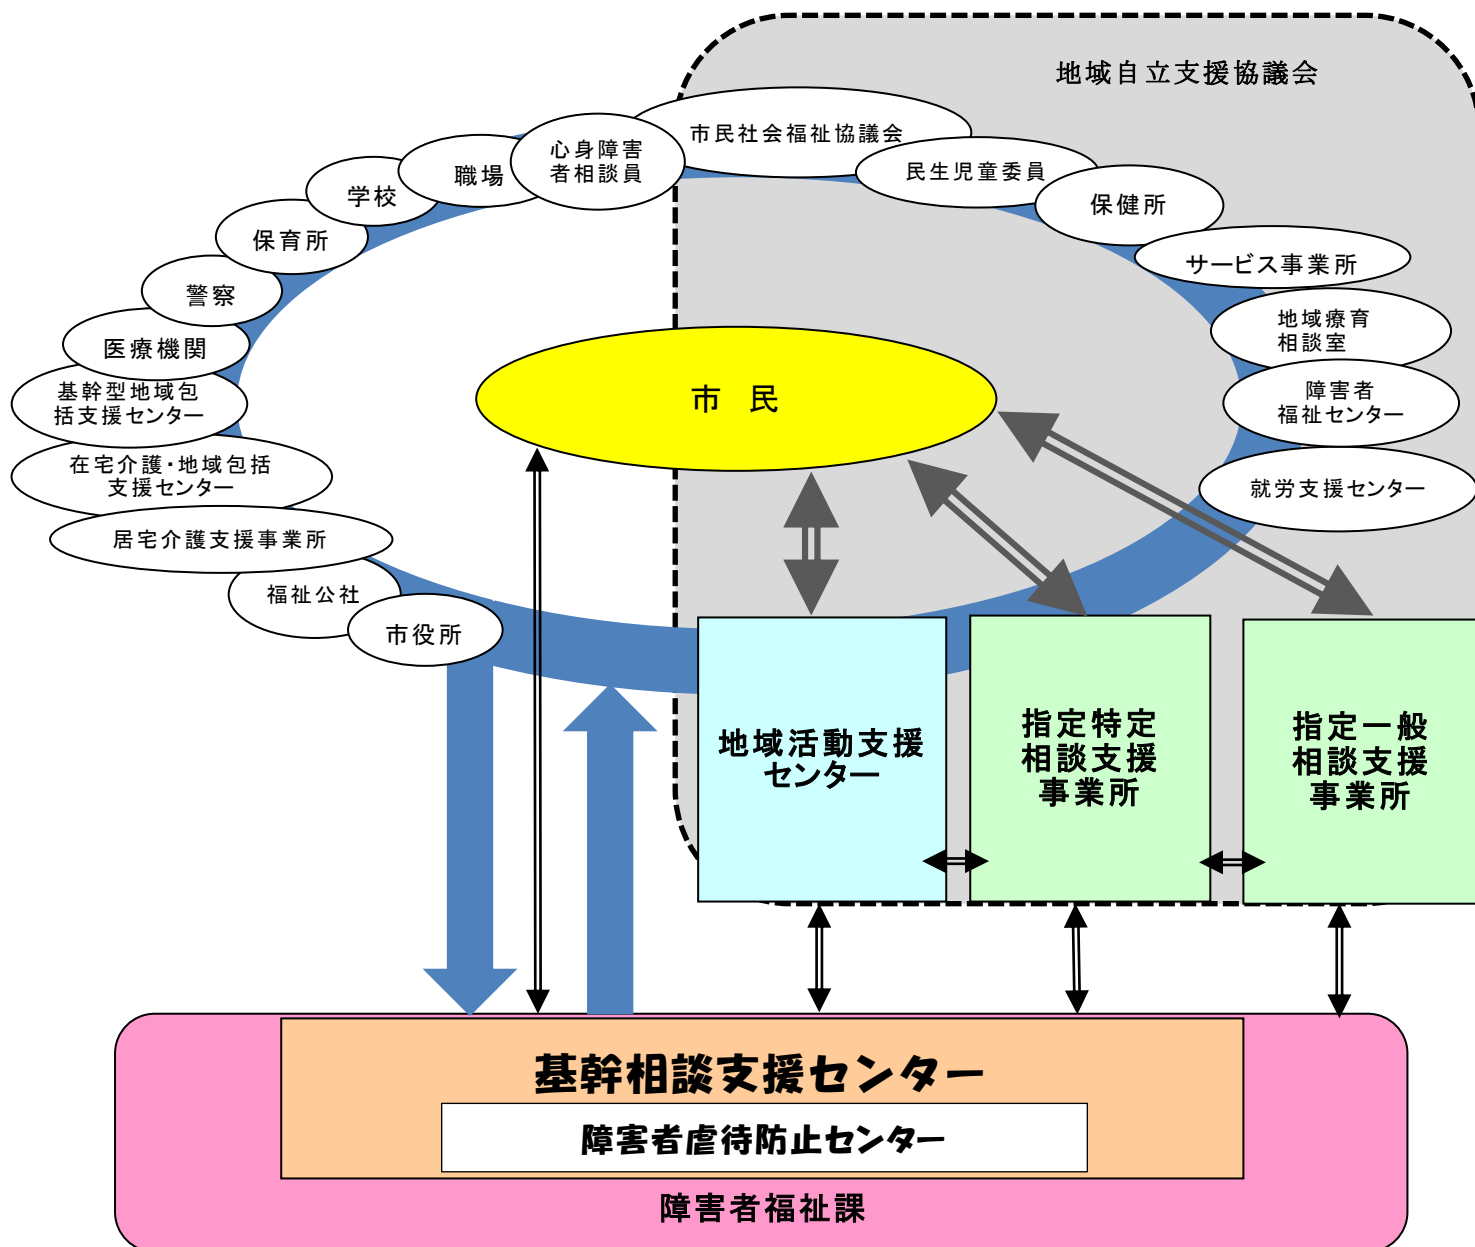 地域自立支援協議会
市民社会福祉協議会
心身障害
者相談員
職場
学校
保育所
警察
医療機関
基幹型地域包
括支援センター
在宅介護・地域包括
支援センター
居宅介護支援事業所
福祉公社
市役所
民生児童委員
保健所
サービス事業所
地域療育
相談室
障害者
福祉センター
就労支援センター
市 民
地域活動支援
センター
指定特定
相談支援
事業所
指定一般
相談支援
事業所
基幹相談支援センター
障害者虐待防止センター
障害者福祉課